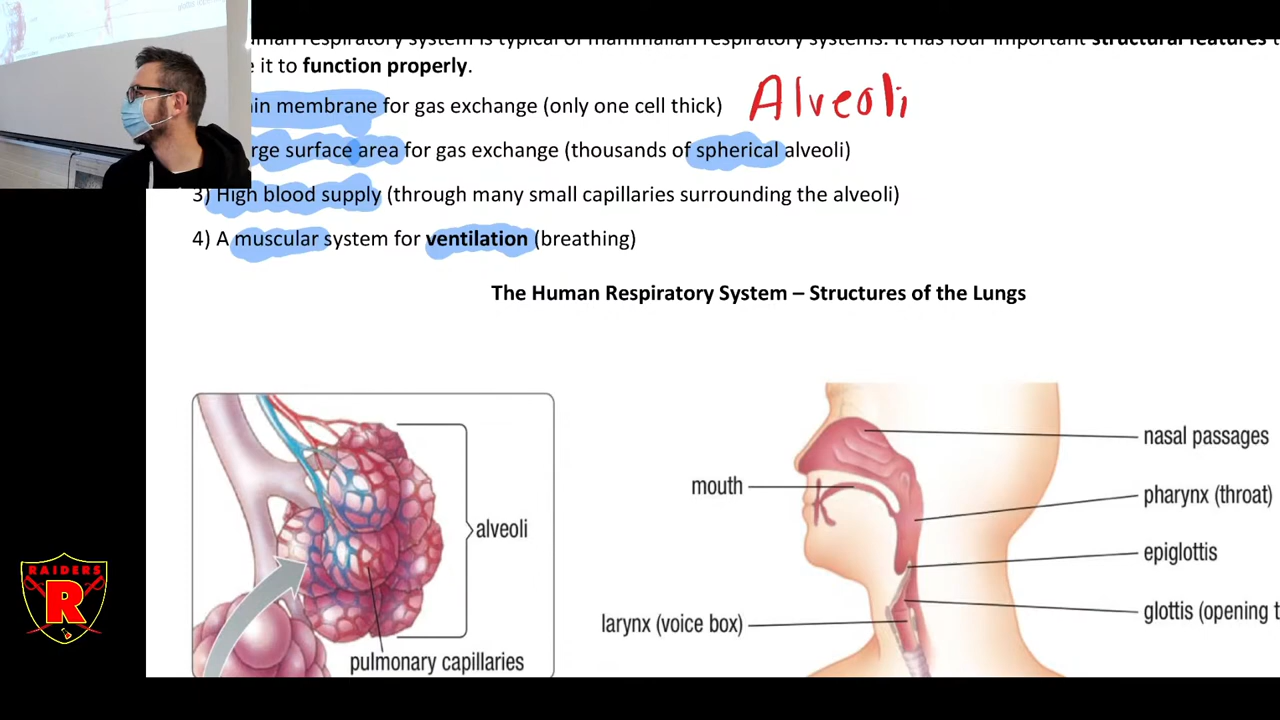 man respiratory system is typical of mammalian respiratory systems. It has four important structural features
it to function properly.
in membrane for gas exchange (only one cell thick) Alveoli
rge surface area for gas exchange (thousands of spherical alveoli)
3) High blood supply (through many small capillaries surrounding the alveoli)
4) A muscular system for ventilation (breathing)
The Human Respiratory System – Structures of the Lungs
nasal passages
mouth
pharynx (throat)
alveoli
epiglottis
glottis (opening t
larynx (voice box)
pulmonary capillaries
RAIDERS
R